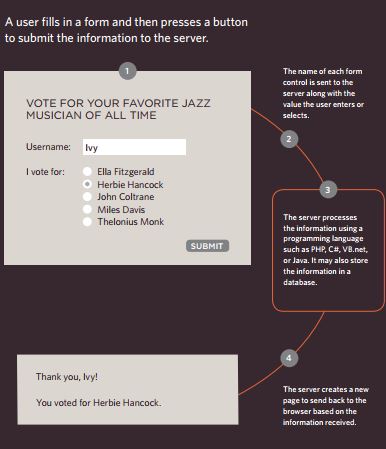 A user fills in a form and then presses a button
to submit the information to the server.
1
VOTE FOR YOUR FAVORITE JAZZ
MUSICIAN OF ALL TIME
Username: Ivy
I vote for: Ella Fitzgerald
Herbie Hancock
John Coltrane
Miles Davis
Thelonius Monk
SUBMIT
The name of each form
control is sent to the
server along with the
value the user enters or
selects.
2
3
The server processes
the information using a
programming language
such as PHP, C#, VB.net,
or Java. It may also store
the information in a
database.
4
The server creates a new
page to send back to the
browser based on the
information received.
Thank you, Ivy!
You voted for Herbie Hancock.